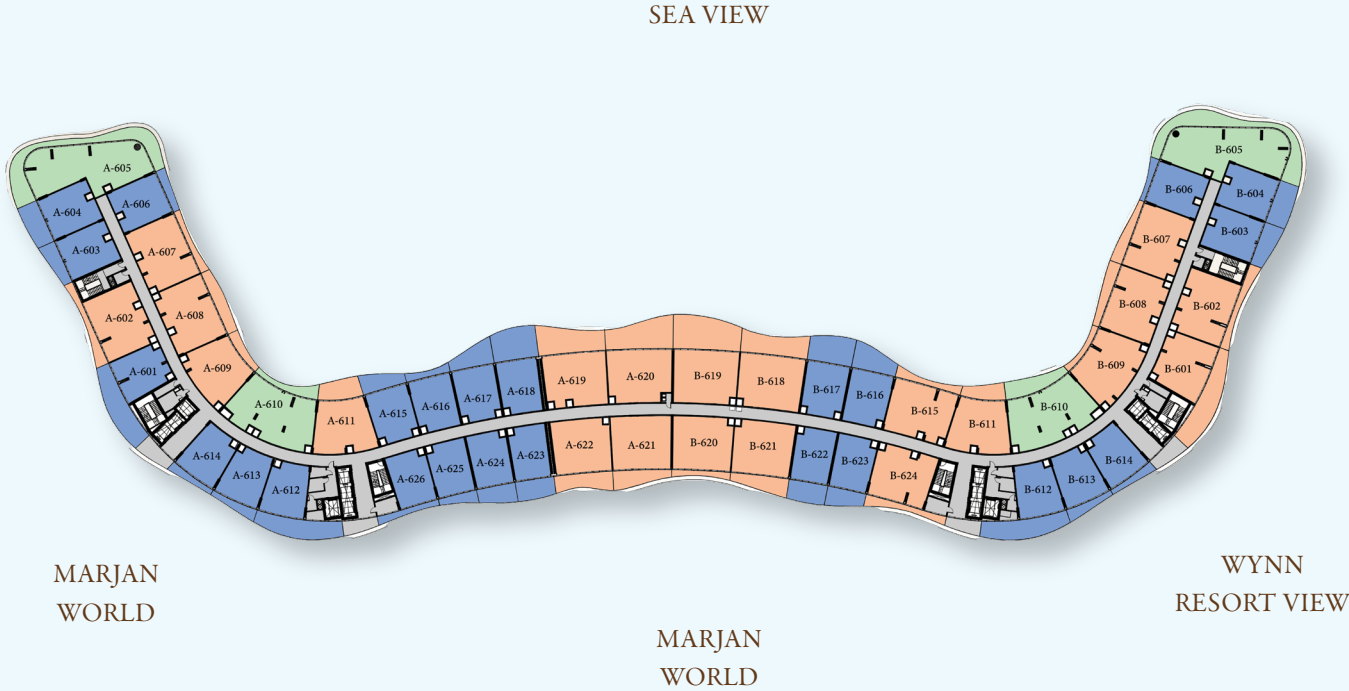 SEA VIEW
A-605
A-604
A-606
A-603
A-607
A-602
A-608
A-601
A-609
A-610
A-611
A-614
A-613
A-612
A-615
A-616
A-617
A-618
A-619
A-620
A-626
A-625
A-624
A-623
A-622
A-621
B-619
B-618
B-617
B-616
B-615
B-611
B-620
B-621
B-622
B-623
B-624
B-605
B-606
B-604
B-603
B-607
B-602
B-608
B-601
B-609
B-610
B-614
B-613
B-612
MARJAN
WORLD
MARJAN
WORLD
WYNN
RESORT VIEW